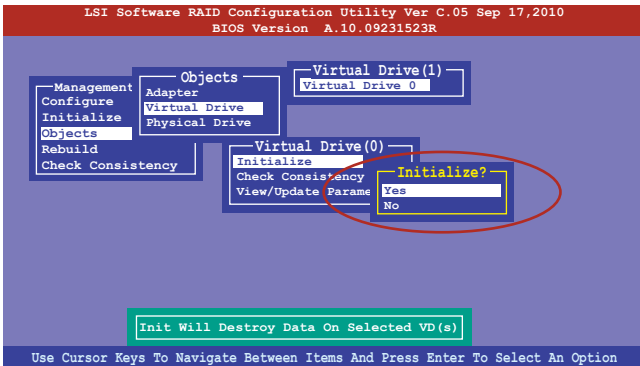 LSI Software RAID Configuration Utility Ver C.05 Sep 17,2010
BIOS Version A.10.09231523R
Management
Configure
Initialize
Objects
Rebuild
Check Consistency
Objects
Adapter
Virtual Drive
Physical Drive
Virtual Drive(1)
Virtual Drive 0
Virtual Drive(0)
Initialize
Check Consistency
View/Update Parame
Initialize?
Yes
No
Init Will Destroy Data On Selected VD(s)
Use Cursor Keys To Navigate Between Items And Press Enter To Select An Option